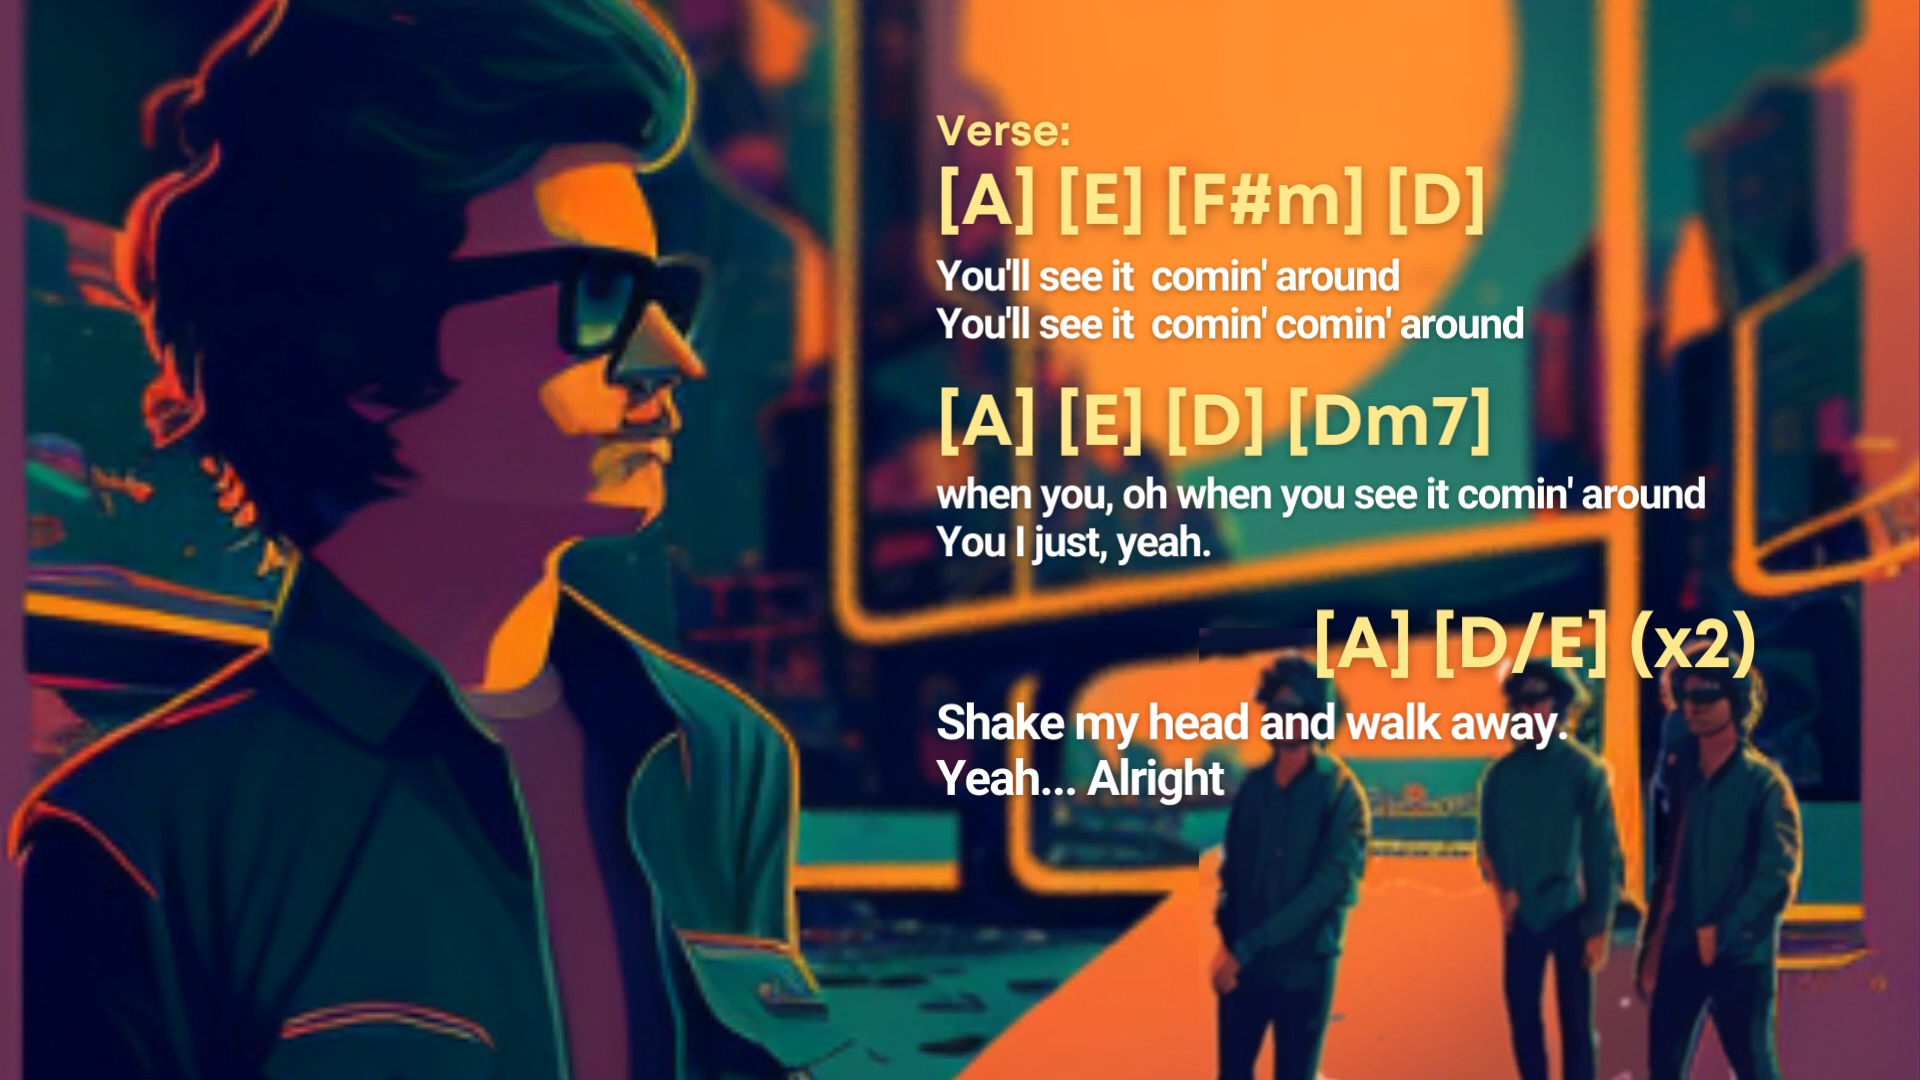 Verse:
[A] [E] [F#m] [D]
You'll see it  comin' around
You'll see it  comin' comin' around
[A] [E] [D] [Dm7]
when you, oh when you see it comin' around
You I just, yeah.
[A] [D/E] (x2)
Shake my head and walk away.
Yeah... Alright